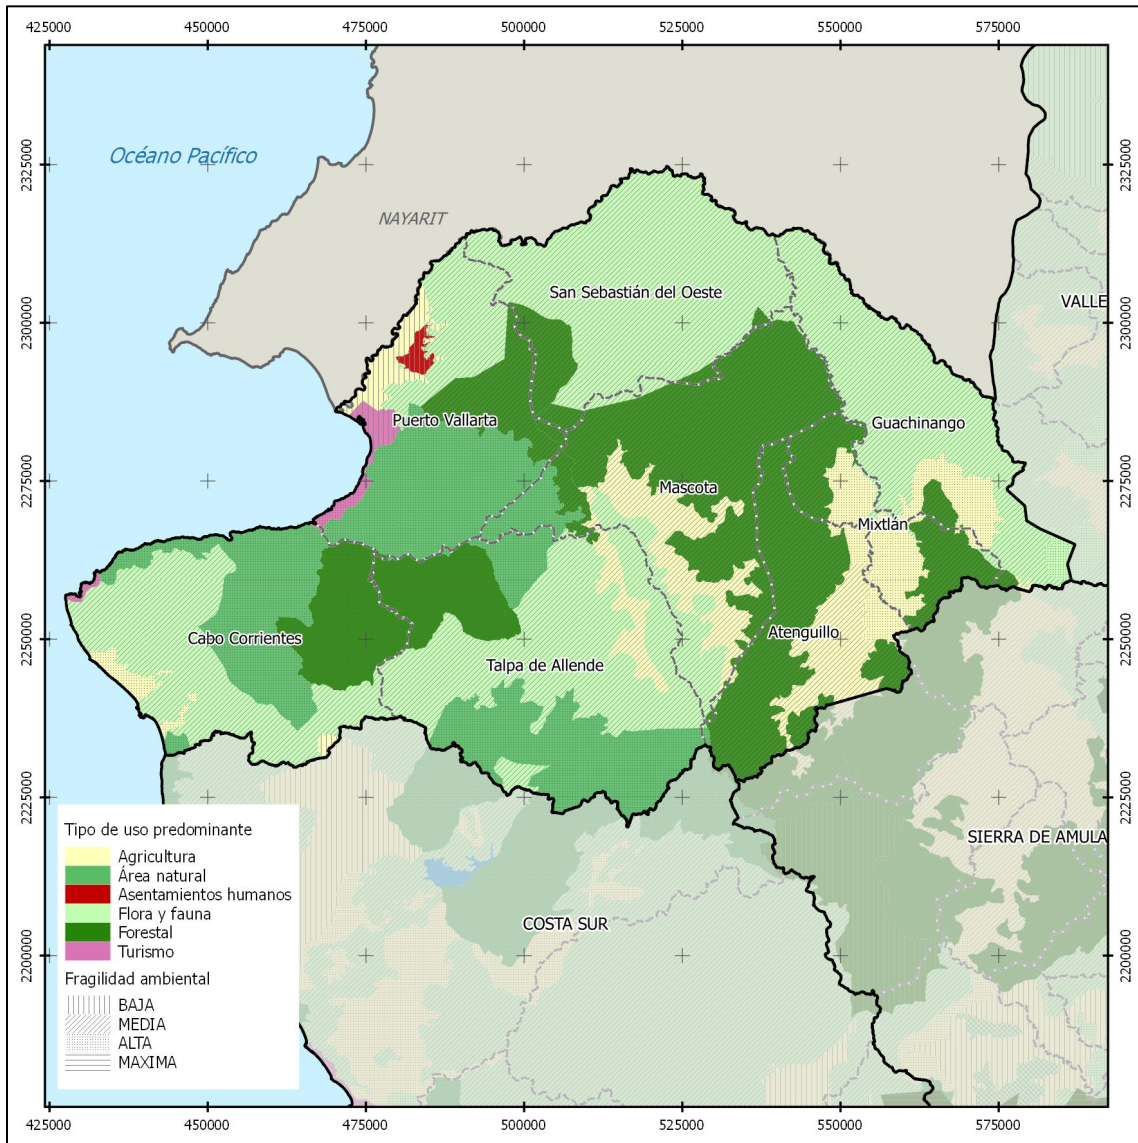 425000 450000 475000 500000 525000 550000 575000
2325000 2325000
Océano Pacífico
NAYARIT
San Sebastián del Oeste
2300000 VALLE 2300000
Puerto Vallarta
Guachinango
2275000 Mascota 2275000
Mixtlán
Cabo Corrientes
Atenguillo
2250000 2250000
Talpa de Allende
2225000 2225000
Tipo de uso predominante
Agricultura
Área natural
Asentamientos humanos
Flora y fauna
Forestal
Turismo
Fragilidad ambiental
BAJA
MEDIA
ALTA
MAXIMA
SIERRA DE AMULA
COSTA SUR
2200000 2200000
425000 450000 475000 500000 525000 550000 575000